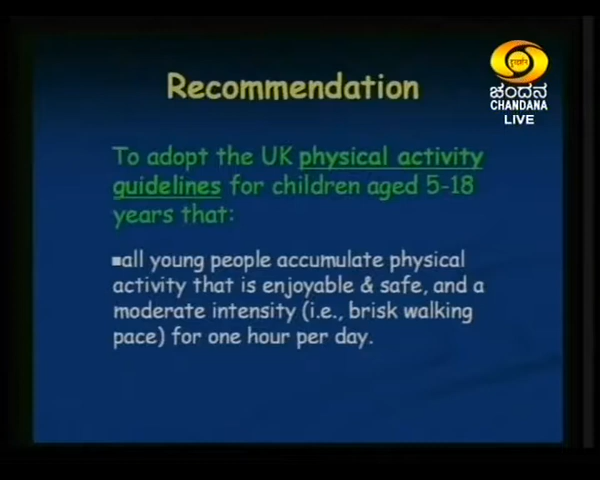 ಚಂದನ
CHANDANA
LIVE
Recommendation
To adopt the UK physical activity
guidelines for children aged 5-18
years that:
▪all young people accumulate physical
activity that is enjoyable & safe, and a
moderate intensity (i.e., brisk walking
pace) for one hour per day.